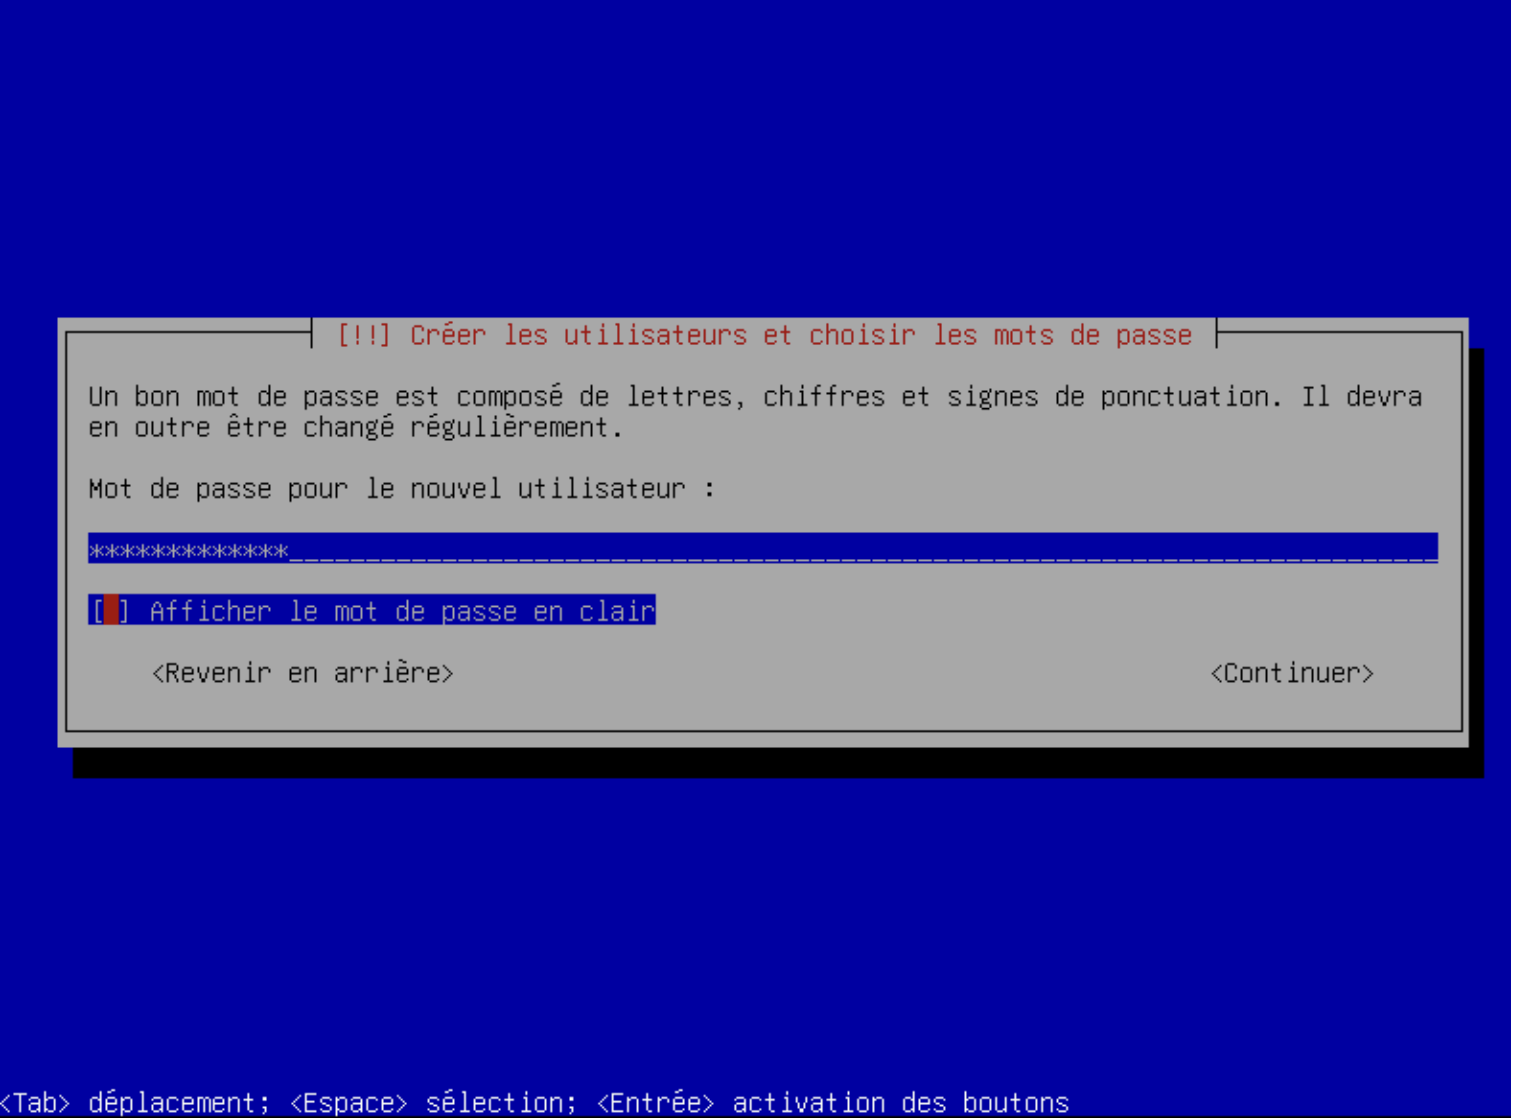 [!!] Créer les utilisateurs et choisir les mots de passe
Un bon mot de passe est composé de lettres, chiffres et signes de ponctuation. Il devra
en outre être changé régulièrement.
Mot de passe pour le nouvel utilisateur :
*************
[ ] Afficher le mot de passe en clair
<Revenir en arrière> <Continuer>
<Tab> déplacement; <Espace> sélection; <Entrée> activation des boutons